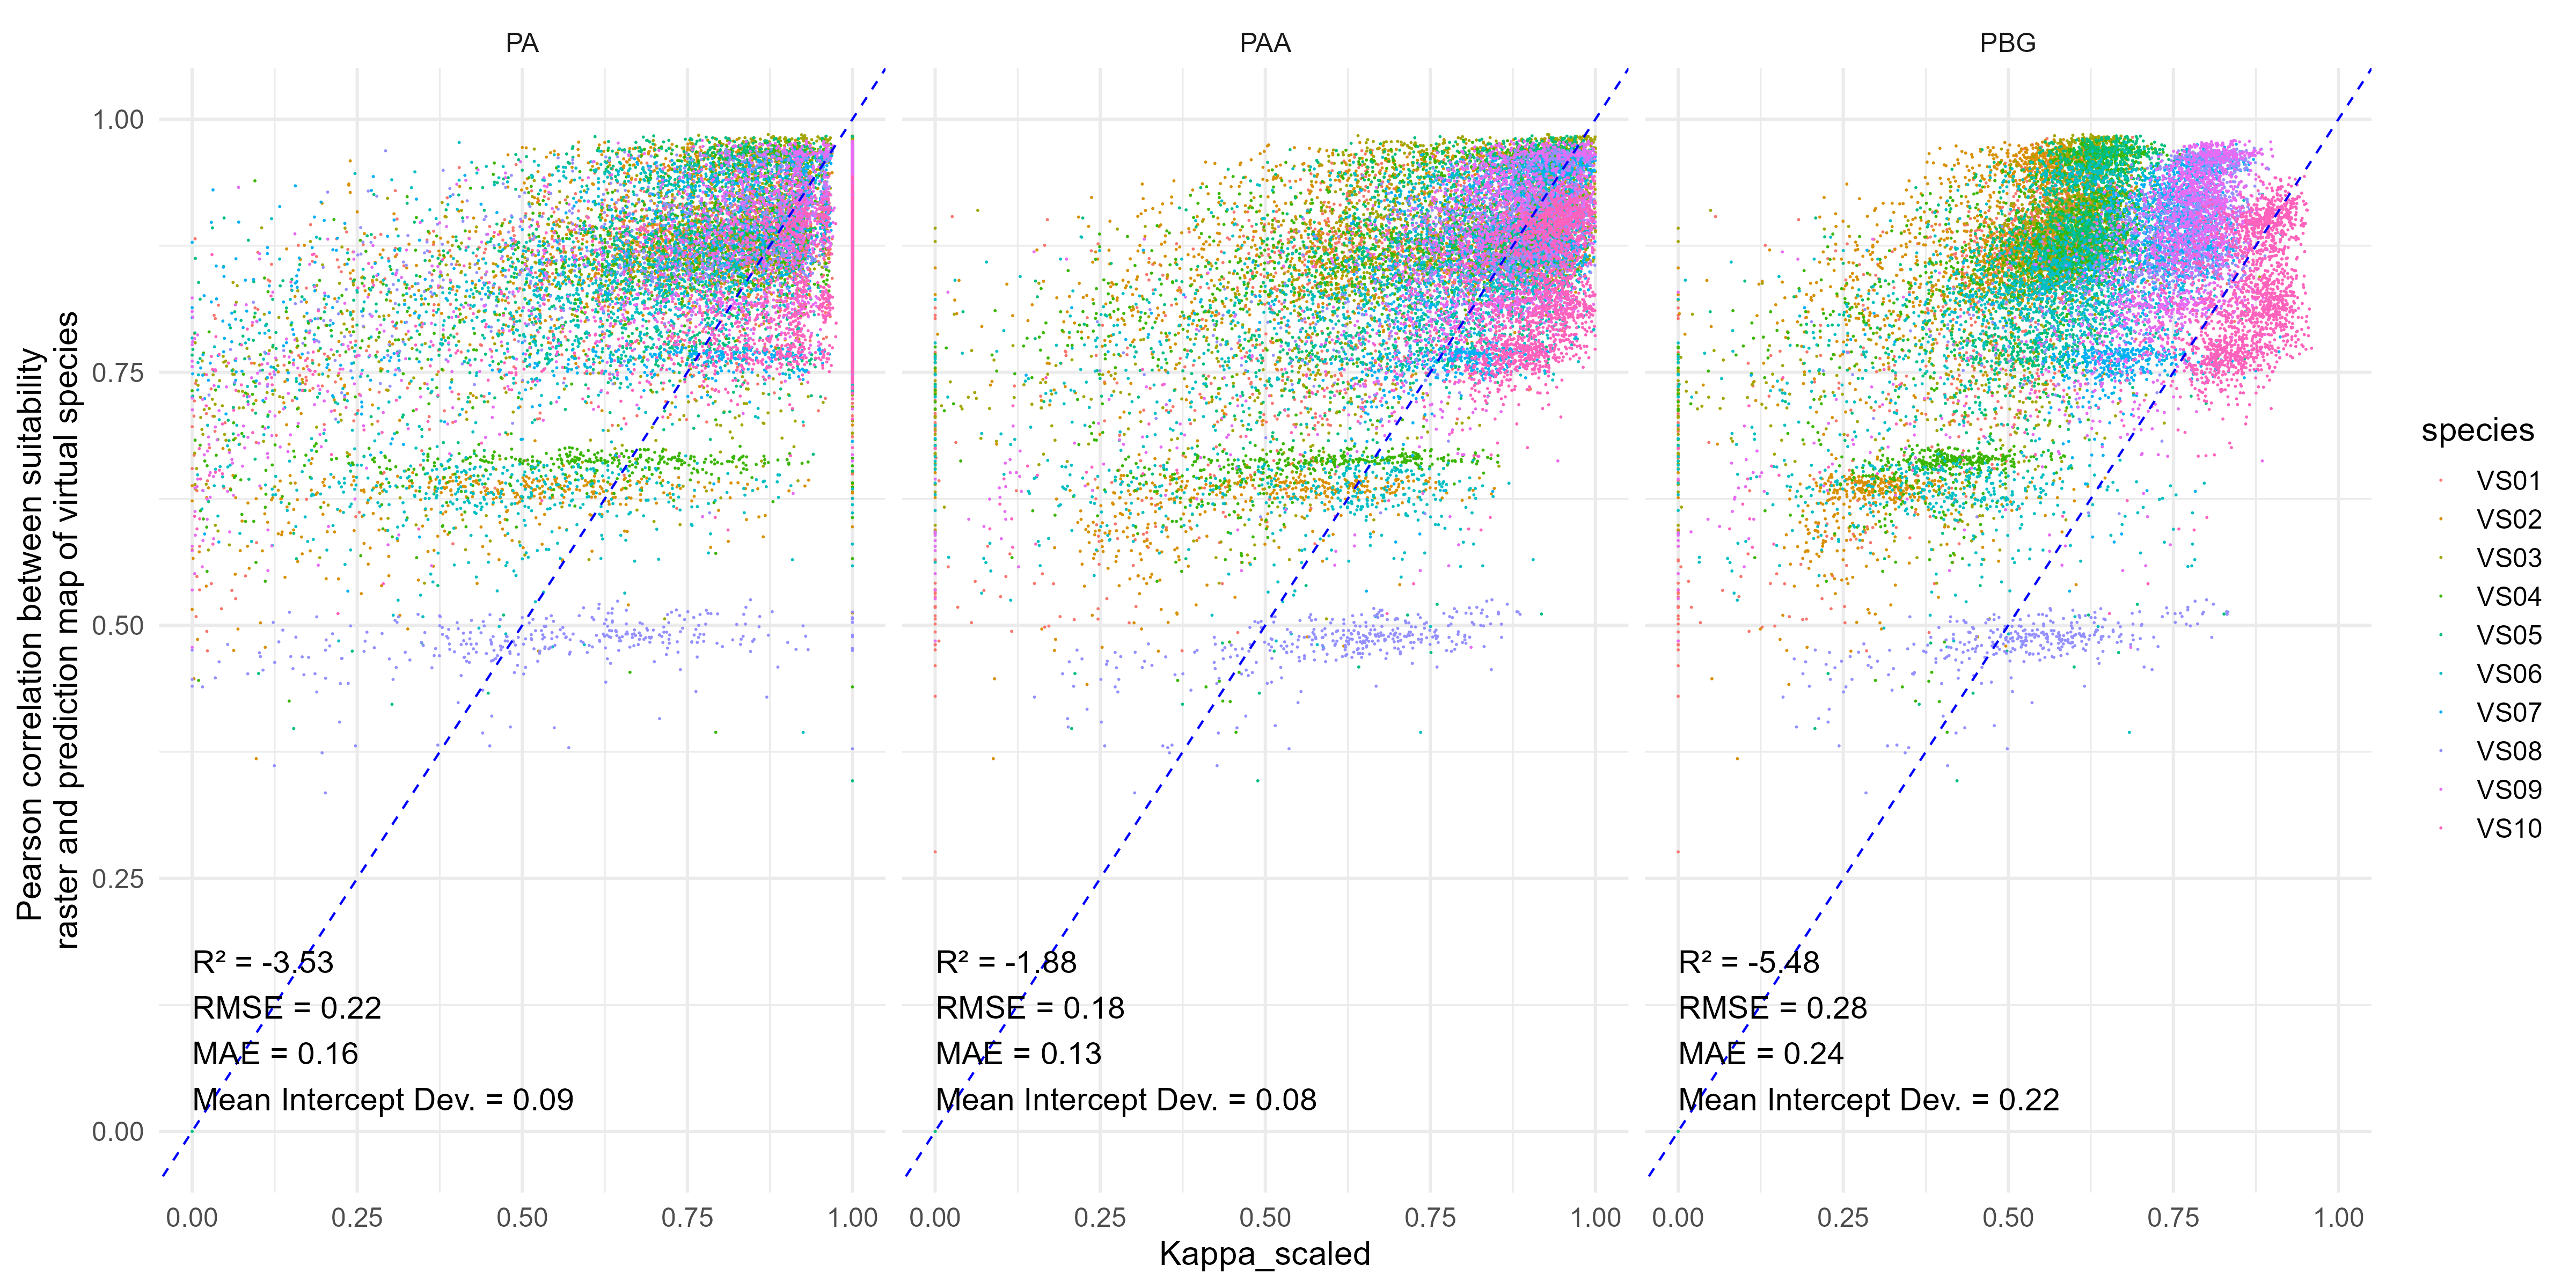 PA
PAA
PBG
Pearson correlation between suitability
raster and prediction map of virtual species
1.00
0.75
0.50
0.25
0.00
R² = -3.53
RMSE = 0.22
MAE = 0.16
Mean Intercept Dev. = 0.09
R² = -1.88
RMSE = 0.18
MAE = 0.13
Mean Intercept Dev. = 0.08
R² = -5.48
RMSE = 0.28
MAE = 0.24
Mean Intercept Dev. = 0.22
0.00 0.25 0.50 0.75 1.00
0.00 0.25 0.50 0.75 1.00
0.00 0.25 0.50 0.75 1.00
Kappa_scaled
species
VS01
VS02
VS03
VS04
VS05
VS06
VS07
VS08
VS09
VS10